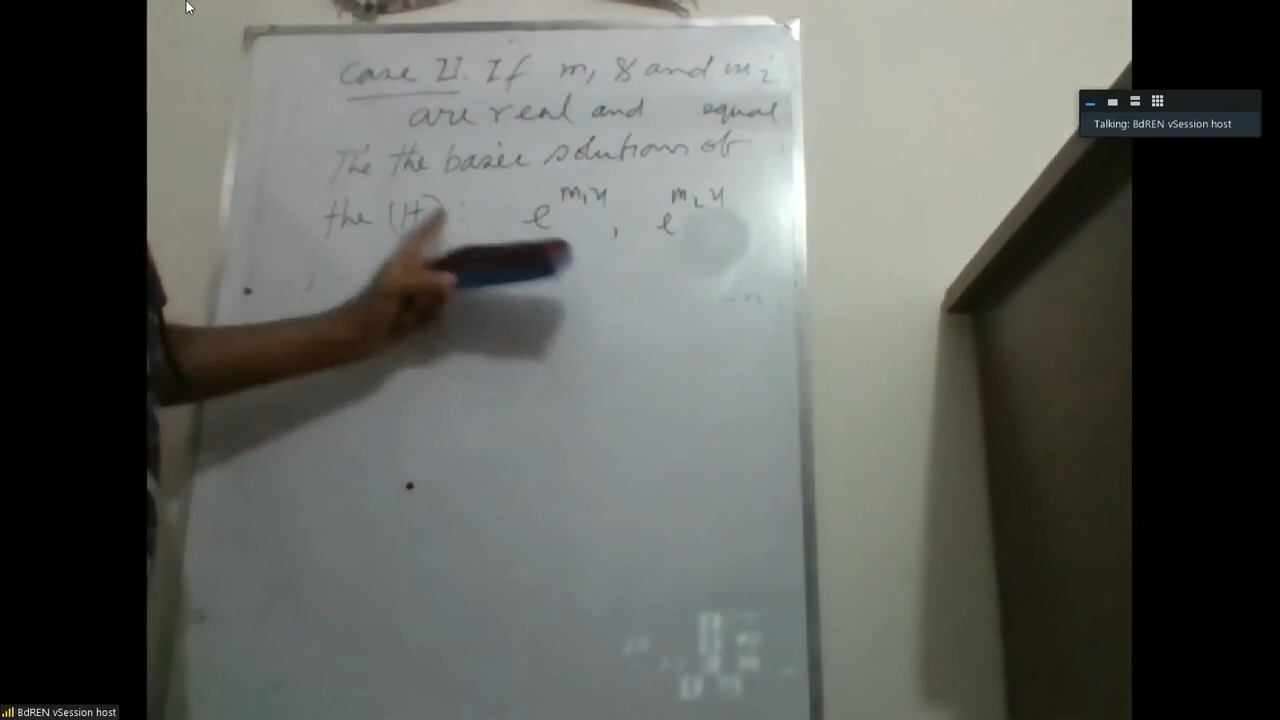 Case II. If m₁ & and m₂
are real and equal
The the basic solutions of
the (H): e^{m₁x}, e^{m₂x}
Talking: BdREN vSession host
BdREN vSession host